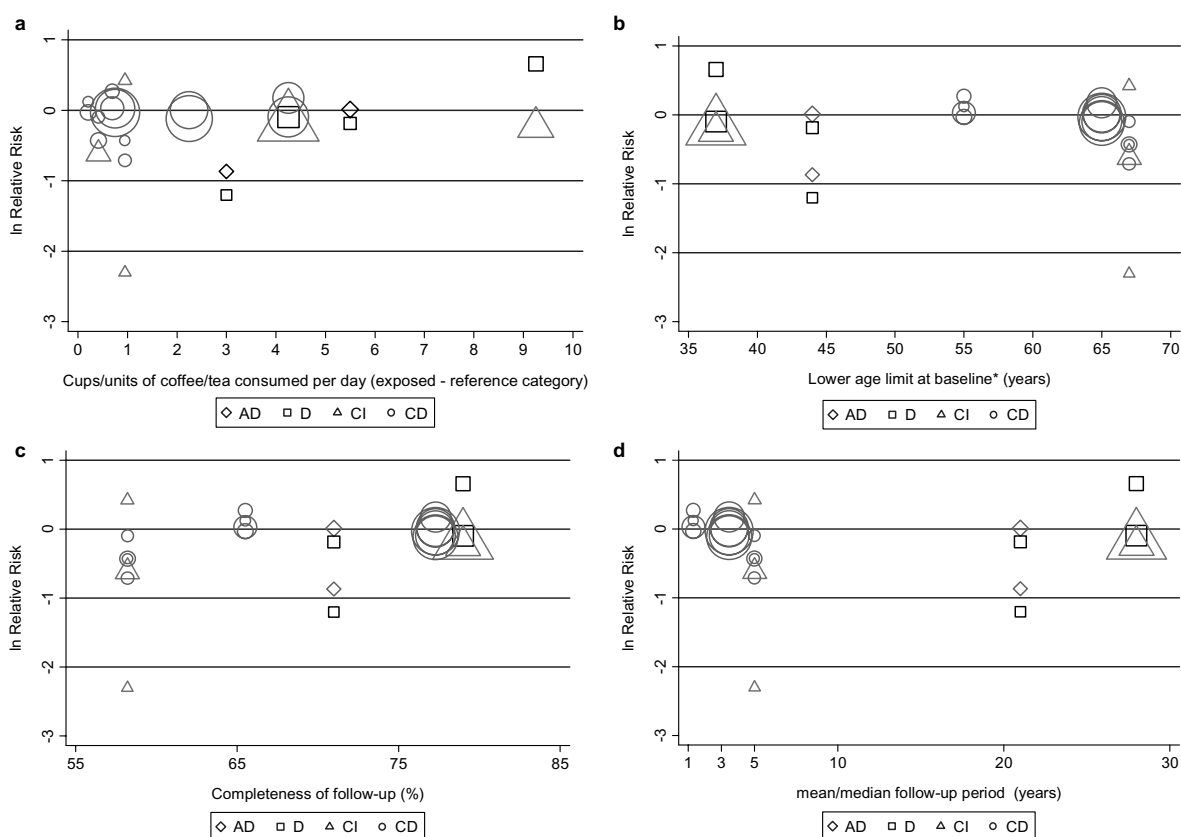 a
ln Relative Risk
1
0
-1
-2
-3
0 1 2 3 4 5 6 7 8 9 10
Cups/units of coffee/tea consumed per day (exposed - reference category)
AD D CI CD
b
ln Relative Risk
1
0
-1
-2
-3
35 40 45 50 55 60 65 70
Lower age limit at baseline* (years)
AD D CI CD
c
ln Relative Risk
1
0
-1
-2
-3
55 65 75 85
Completeness of follow-up (%)
AD D CI CD
d
ln Relative Risk
1
0
-1
-2
-3
1 3 5 10 20 30
mean/median follow-up period (years)
AD D CI CD